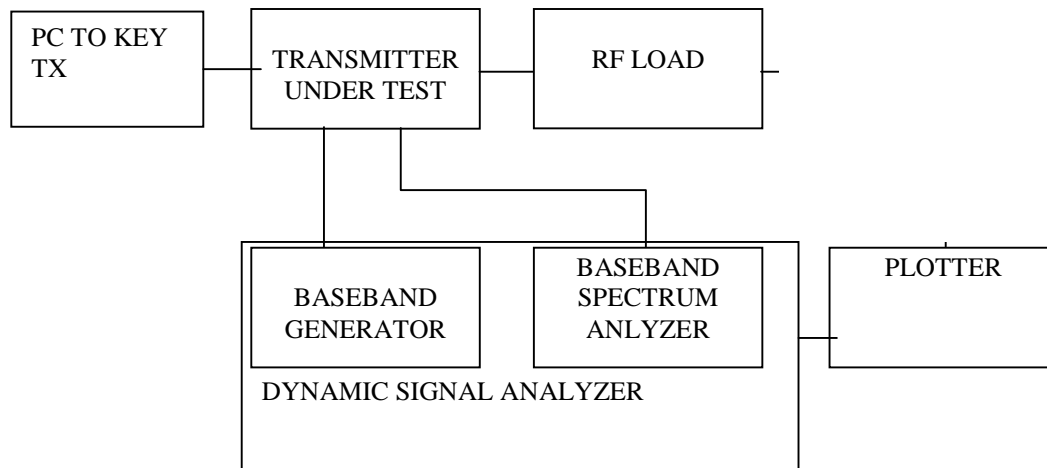 PC TO KEY
TX
TRANSMITTER
UNDER TEST
RF LOAD
BASEBAND
GENERATOR
BASEBAND
SPECTRUM
ANLYZER
PLOTTER
DYNAMIC SIGNAL ANALYZER